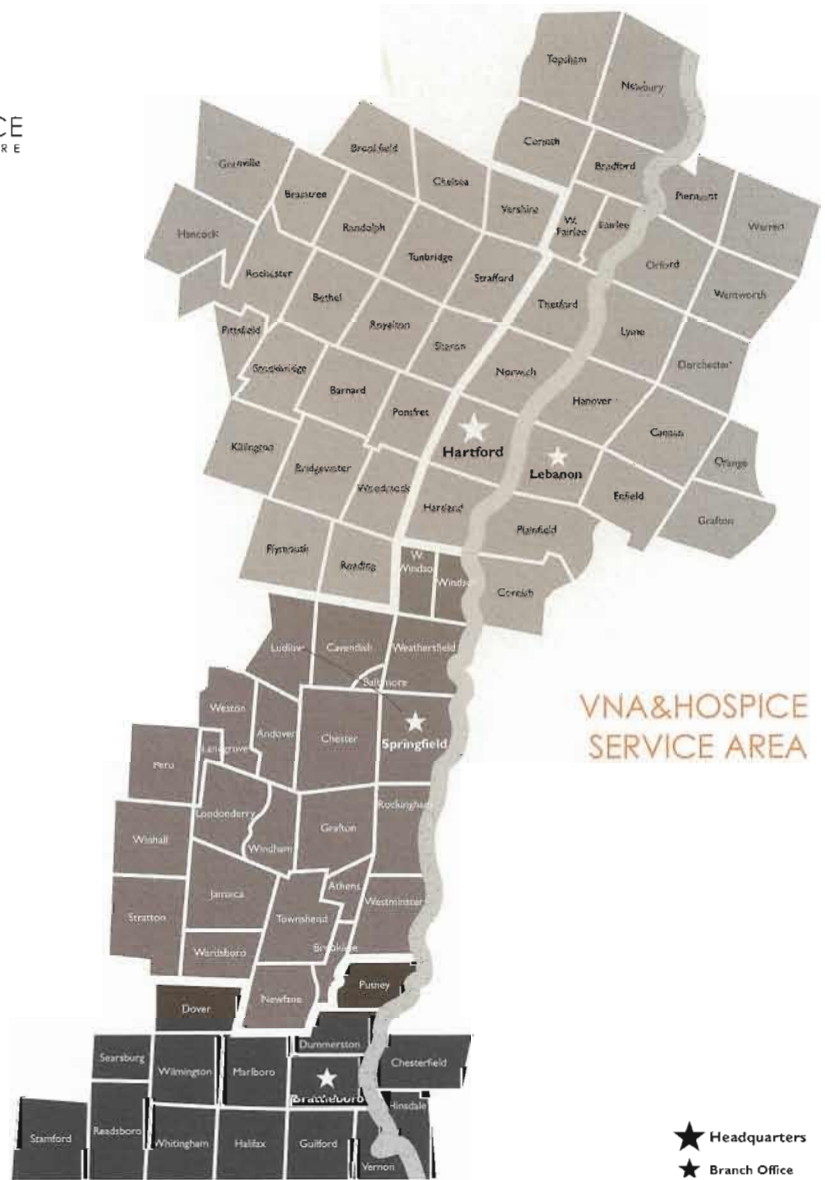 CE
RE
Topsham
Newbury
Corinth
Bradford
Brookfield
Granville
Chelsea
Piermont
Braintree
Vershire
W.
Fairlee
Fairlee
Warren
Randolph
Hancock
Tunbridge
Orford
Rochester
Strafford
Wentworth
Bethel
Thetford
Royalton
Lyme
Pittsfield
Sharon
Dorchester
Stockbridge
Norwich
Barnard
Hanover
Pomfret
Canaan
Killington
Hartford
Orange
Bridgewater
Lebanon
Woodstock
Enfield
Hartland
Grafton
Plainfield
Plymouth
Reading
W.
Windso
Windso
Cornish
Ludlow
Cavendish
Weathersfield
Baltimore
Weston
Andover
Chester
Springfield
VNA&HOSPICE
SERVICE AREA
Landgrove
Peru
Londonderry
Rockingham
Grafton
Winhall
Windham
Athens
Jamaica
Westminster
Stratton
Townshend
Wardsboro
Brookline
Putney
Newfane
Dover
Dummerston
Searsburg
Chesterfield
Wilmington
Marlboro
Brattleboro
Hinsdale
Readsboro
Stamford
Whitingham
Halifax
Guilford
Vernon
Headquarters
Branch Office